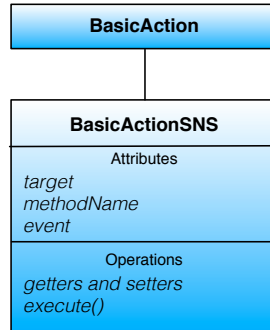 BasicAction
BasicActionSNS
Attributes
target
methodName
event
Operations
getters and setters
execute()